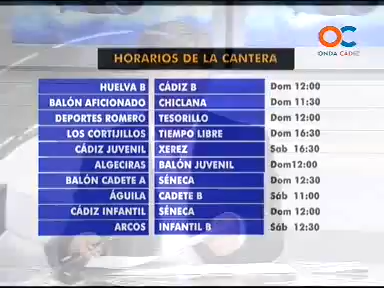 OC
ONDA CÁDIZ
HORARIOS DE LA CANTERA
HUELVA B CÁDIZ B Dom 12:00
BALÓN AFICIONADO CHICLANA Dom 11:30
DEPORTES ROMERO TESORILLO Dom 12:00
LOS CORTIJILLOS TIEMPO LIBRE Dom 16:30
CÁDIZ JUVENIL XEREZ Sab 16:30
ALGECIRAS BALÓN JUVENIL Dom12:00
BALÓN CADETE A SÉNECA Dom 12:30
ÁGUILA CADETE B Sáb 11:00
CÁDIZ INFANTIL SÉNECA Dom 12:00
ARCOS INFANTIL B Sáb 12:30